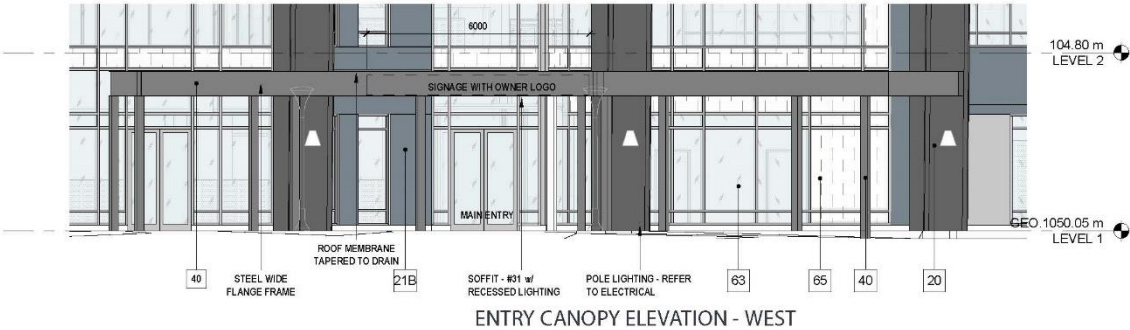 6000
104.80 m
LEVEL 2
SIGNAGE WITH OWNER LOGO
MAIN ENTRY
GEO.1050.05 m
LEVEL 1
ROOF MEMBRANE
TAPERED TO DRAIN
40
STEEL WIDE
FLANGE FRAME
21B
SOFFIT - #31 w/
RECESSED LIGHTING
POLE LIGHTING - REFER
TO ELECTRICAL
63
65
40
20
ENTRY CANOPY ELEVATION - WEST